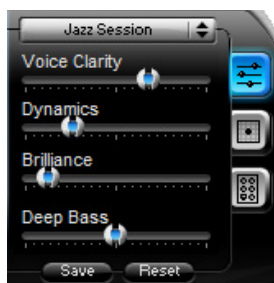 Jazz Session
Voice Clarity
Dynamics
Brilliance
Deep Bass
Save Reset